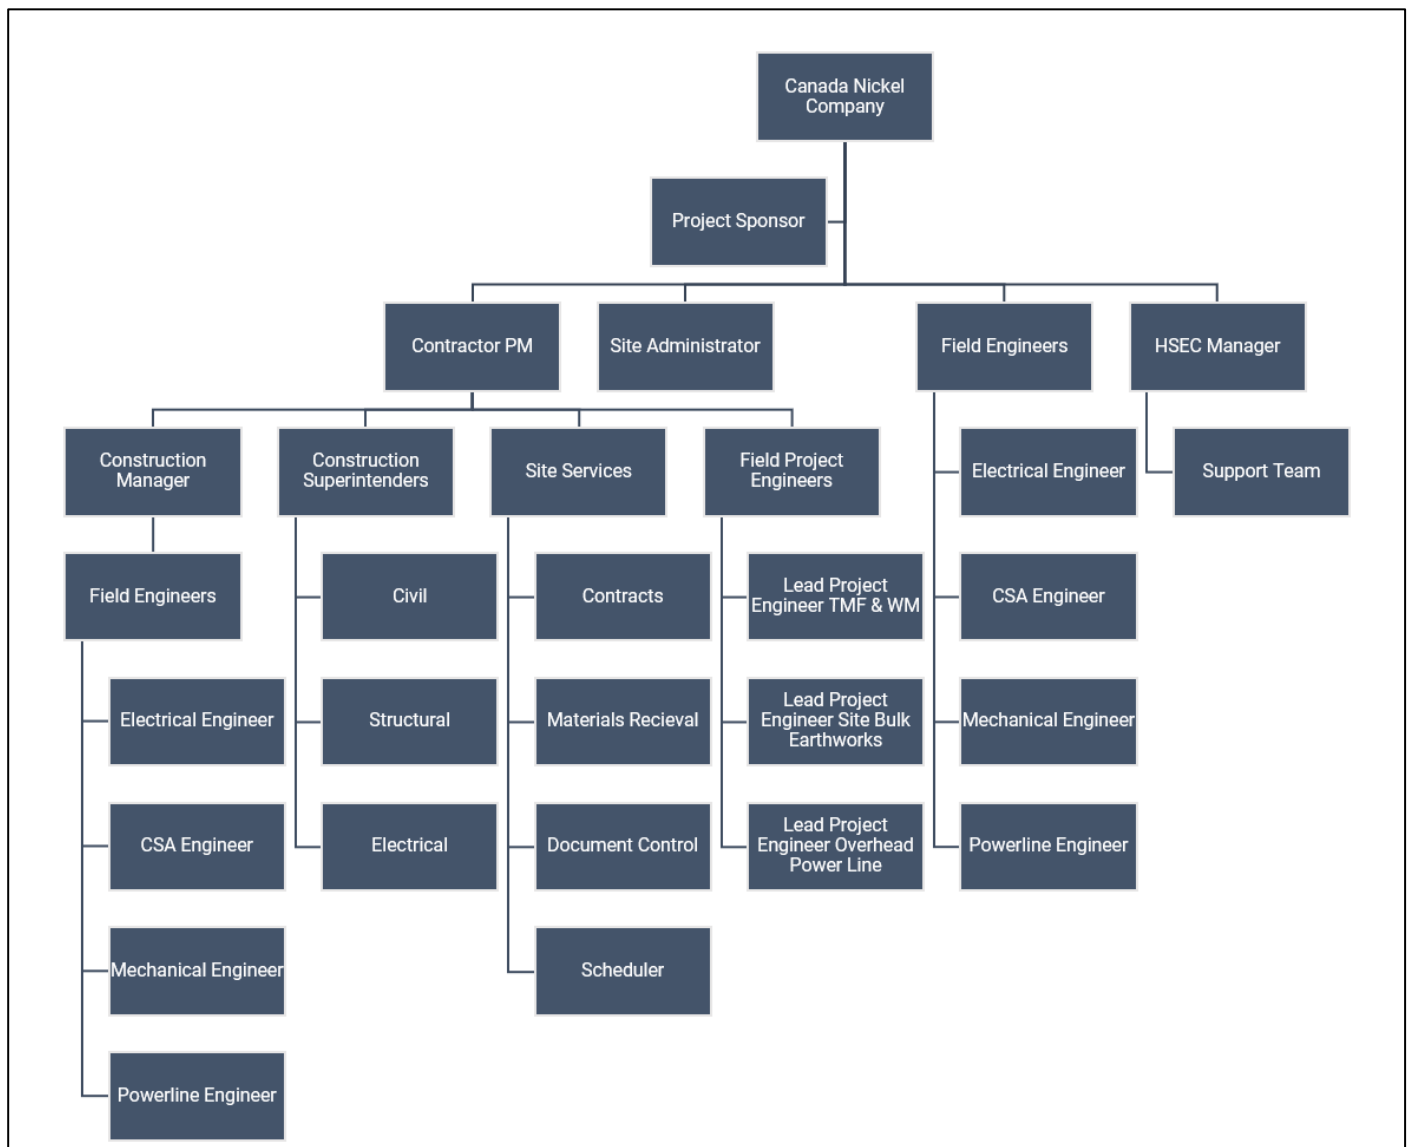 Canada Nickel
Company
Project Sponsor
Contractor PM
Site Administrator
Field Engineers
HSEC Manager
Construction
Manager
Construction
Superintenders
Site Services
Field Project
Engineers
Electrical Engineer
Support Team
Field Engineers
Civil
Contracts
Lead Project
Engineer TMF & WM
CSA Engineer
Electrical Engineer
Structural
Materials Recieval
Lead Project
Engineer Site Bulk
Earthworks
Mechanical Engineer
CSA Engineer
Electrical
Document Control
Lead Project
Engineer Overhead
Power Line
Powerline Engineer
Mechanical Engineer
Scheduler
Powerline Engineer